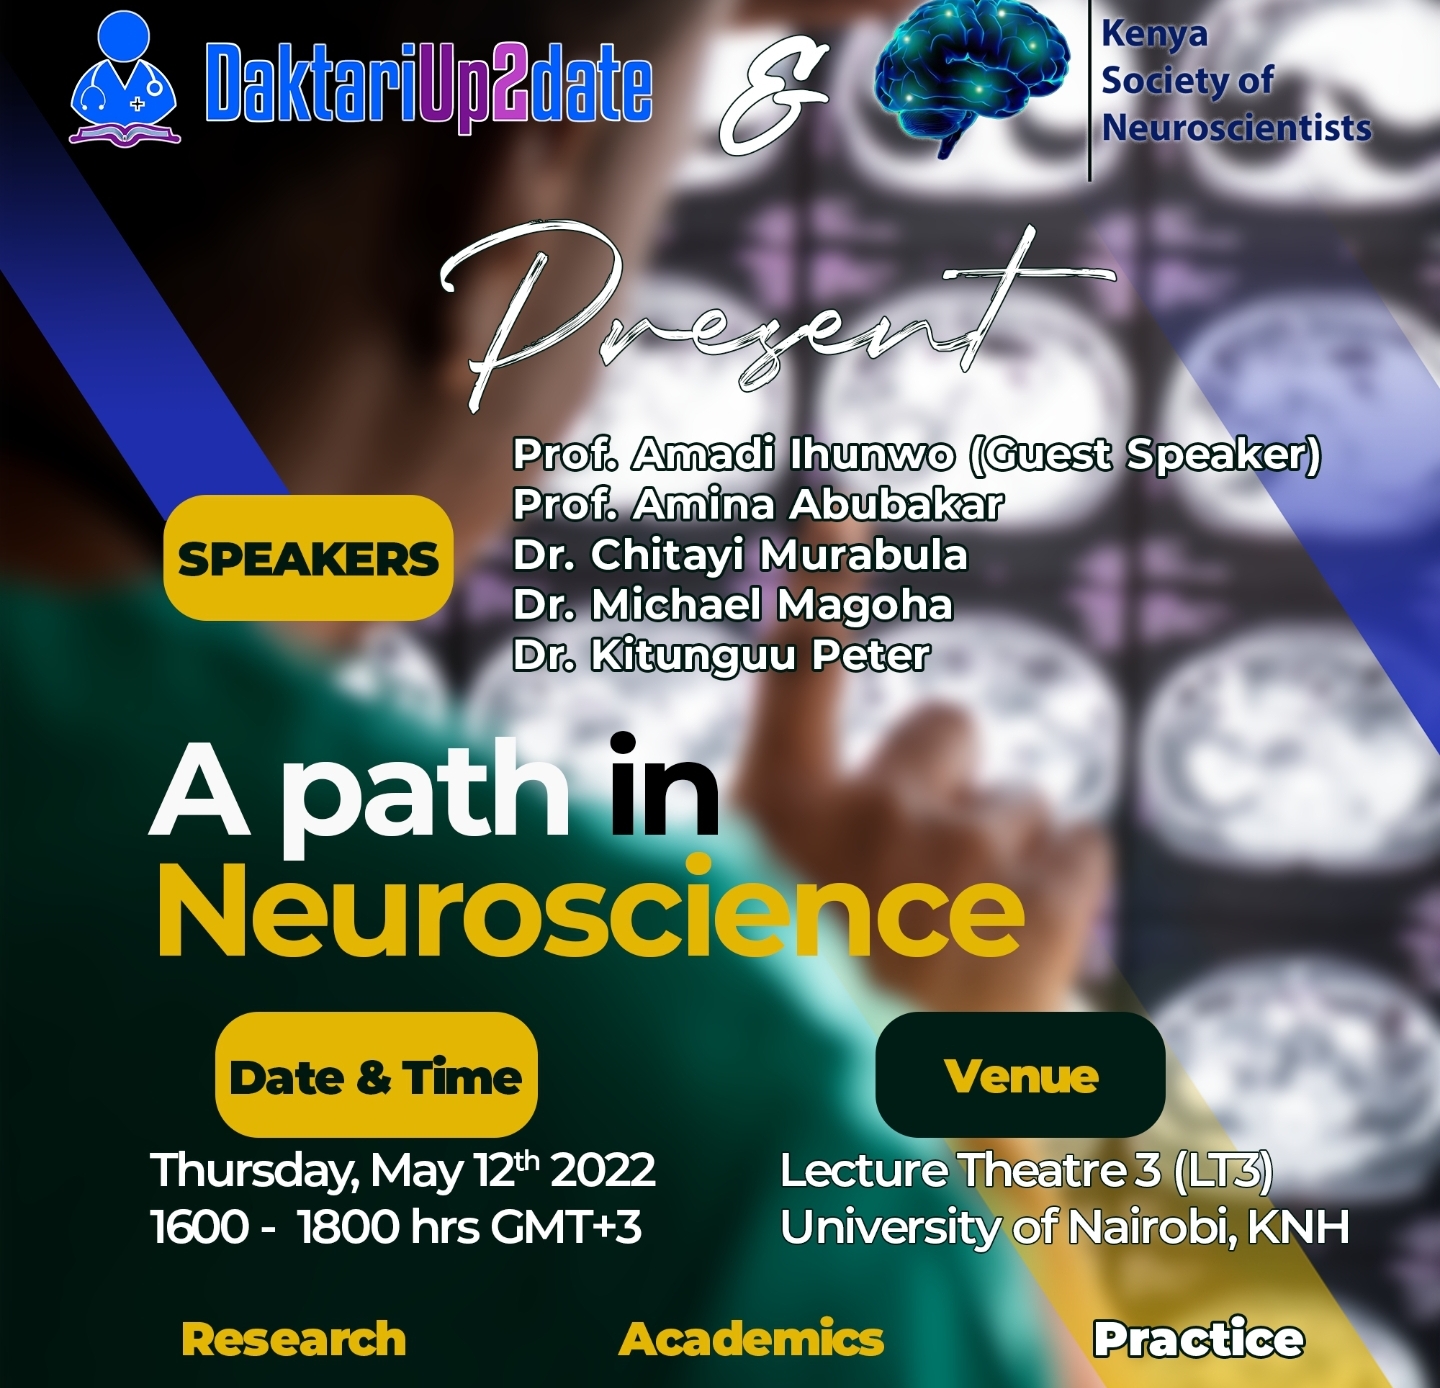 DaktariUp2date & Kenya
Society of
Neuroscientists
Present
Prof. Amadi Ihunwo (Guest Speaker)
Prof. Amina Abubakar
SPEAKERS
Dr. Chitayi Murabula
Dr. Michael Magoha
Dr. Kitunguu Peter
A path in
Neuroscience
Date & Time
Thursday, May 12th 2022
1600 - 1800 hrs GMT+3
Venue
Lecture Theatre 3 (LT3)
University of Nairobi, KNH
Research Academics Practice